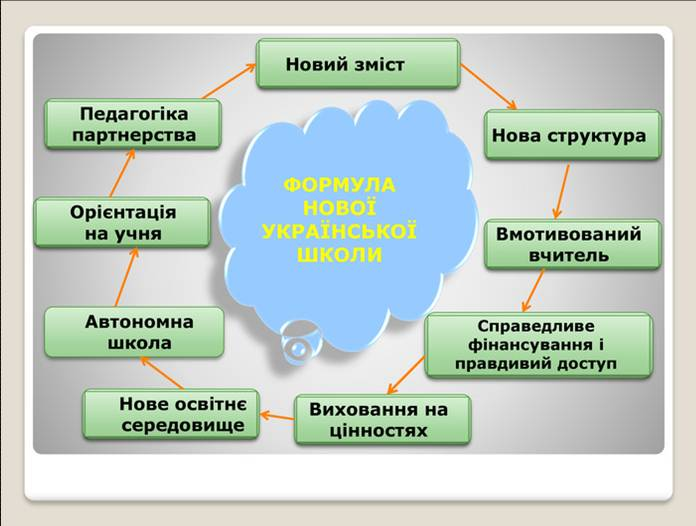 Новий зміст
Педагогіка
партнерства
Нова структура
ФОРМУЛА
НОВОЇ
УКРАЇНСЬКОЇ
ШКОЛИ
Орієнтація
на учня
Вмотивований
вчитель
Автономна
школа
Справедливе
фінансування і
правдивий доступ
Нове освітнє
середовище
Виховання на
цінностях